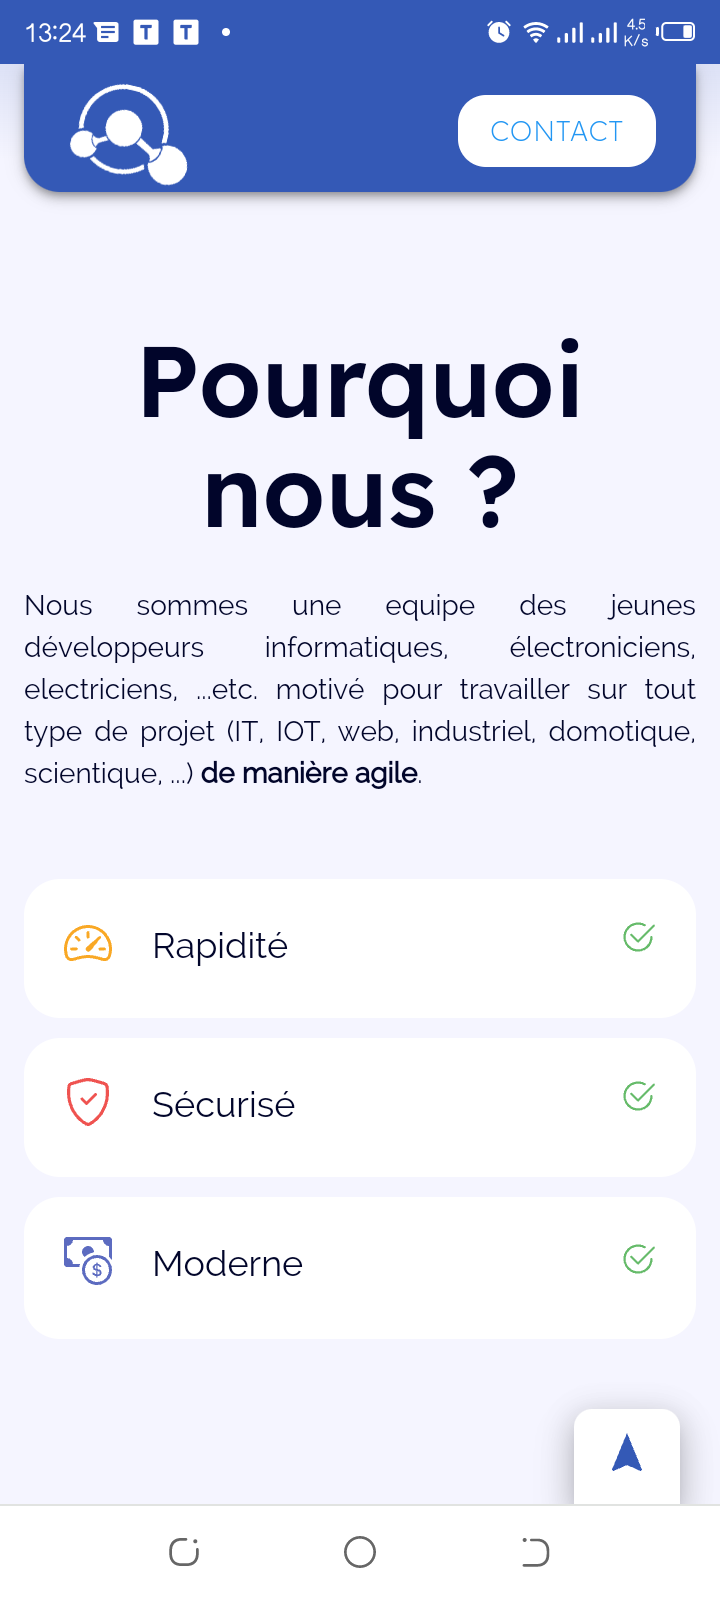 13:24
T T
4.5
K/s
CONTACT
Pourquoi
nous ?
Nous sommes une equipe des jeunes
développeurs informatiques, électroniciens,
electriciens, ...etc. motivé pour travailler sur tout
type de projet (IT, IOT, web, industriel, domotique,
scientique, ...) de manière agile.
Rapidité
Sécurisé
$
Moderne